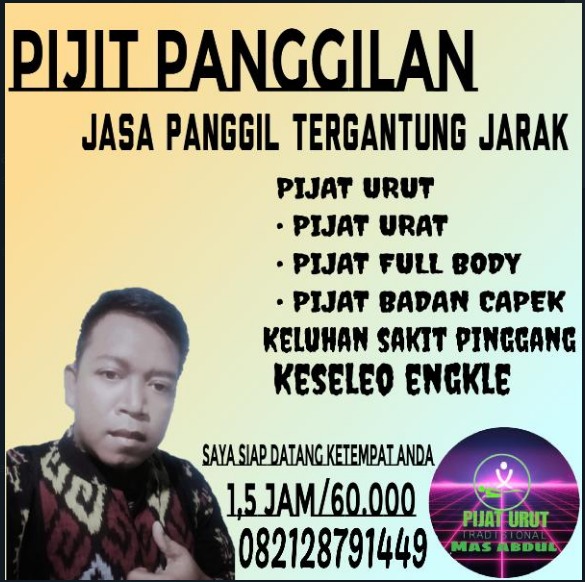 PIJIT PANGGILAN
JASA PANGGIL TERGANTUNG JARAK
PIJAT URUT
• PIJAT URAT
• PIJAT FULL BODY
• PIJAT BADAN CAPEK
KELUHAN SAKIT PINGGANG
KESELEO ENGKLE
SAYA SIAP DATANG KETEMPAT ANDA
1,5 JAM/60.000
082128791449
PIJAT URUT
TRADISIONAL
MAS ABDUL